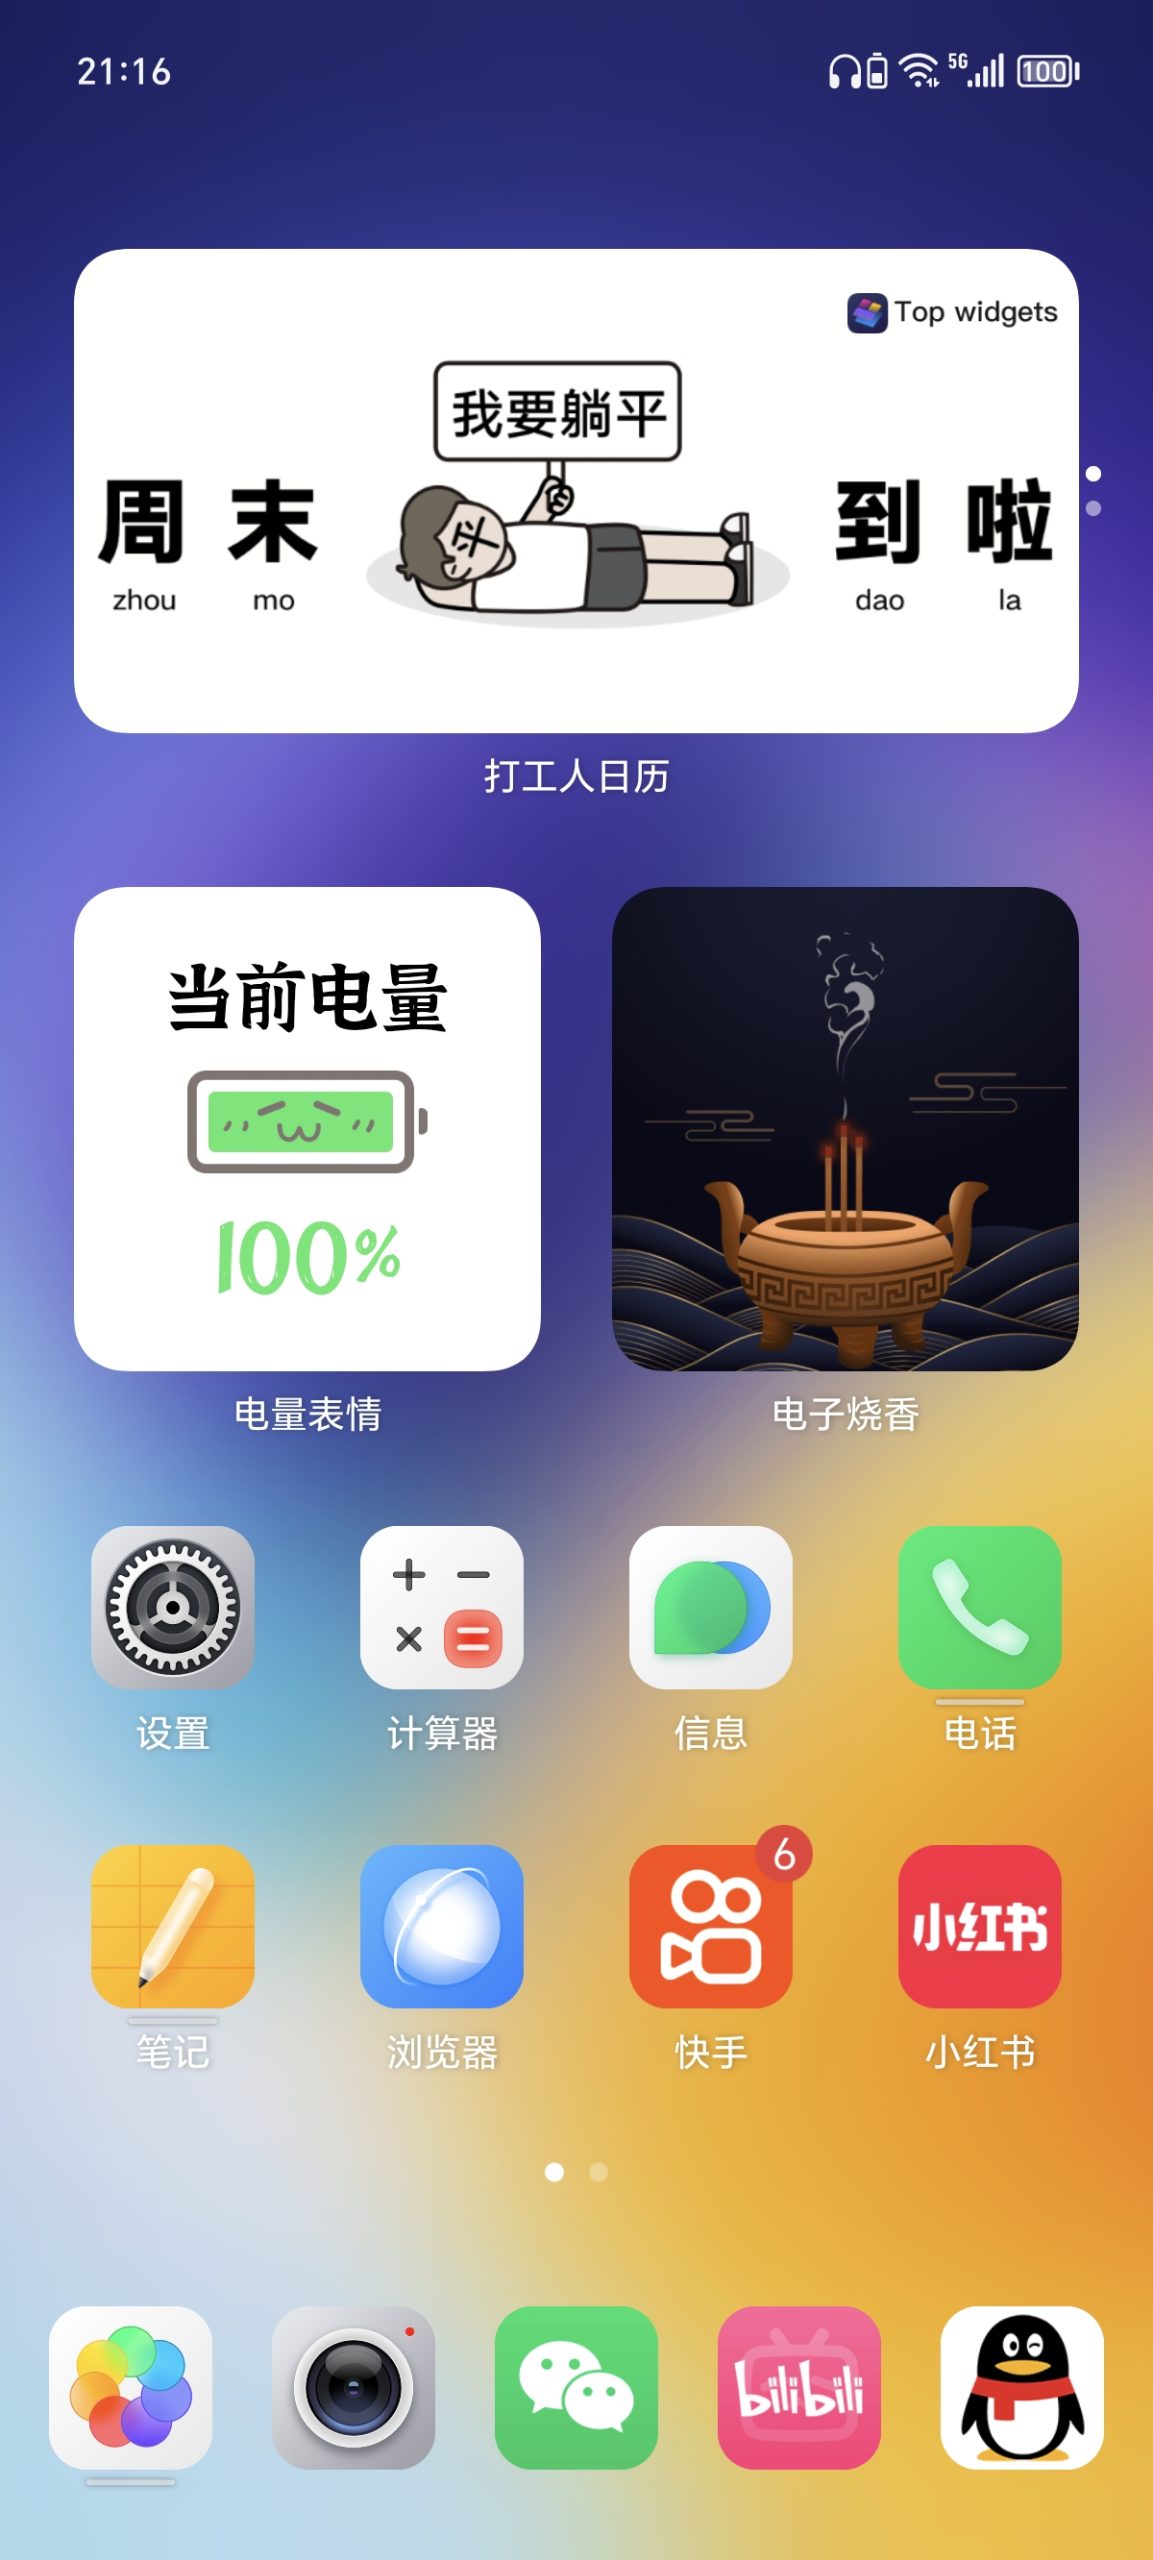 21:16
5G
100
Top widgets
我要躺平
周 末 到 啦
zhou mo dao la
打工人日历
当前电量
100%
电量表情
电子烧香
设置
计算器
信息
电话
6
小红书
笔记
浏览器
快手
小红书
bilibili